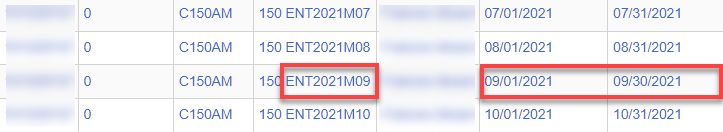 0 C150AM 150 ENT2021M07 07/01/2021 07/31/2021
0 C150AM 150 ENT2021M08 08/01/2021 08/31/2021
0 C150AM 150 ENT2021M09 09/01/2021 09/30/2021
0 C150AM 150 ENT2021M10 10/01/2021 10/31/2021